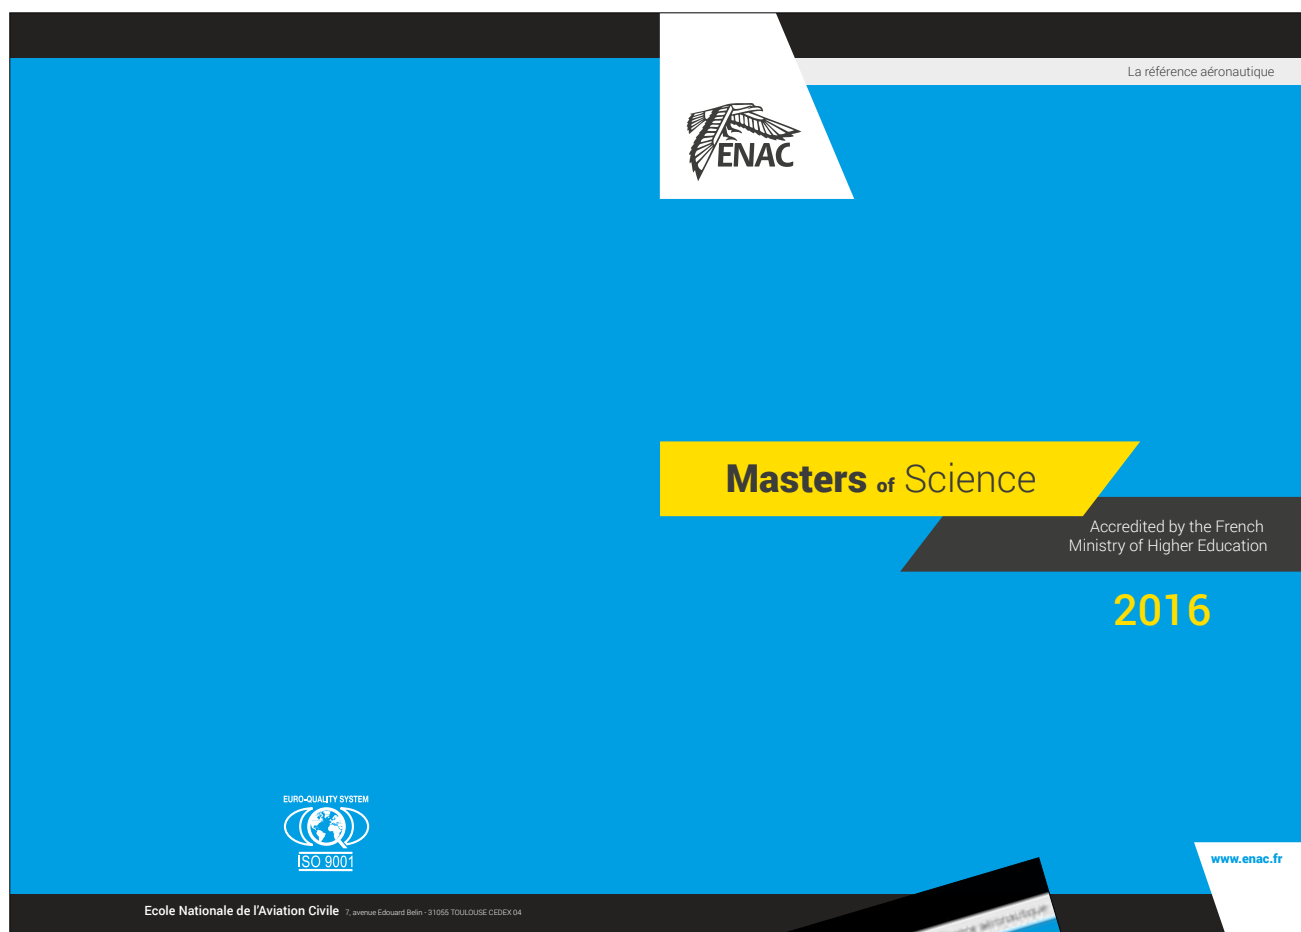 La référence aéronautique
ENAC
Masters of Science
Accredited by the French
Ministry of Higher Education
2016
EURO-QUALITY SYSTEM
ISO 9001
www.enac.fr
Ecole Nationale de l'Aviation Civile 7, avenue Edouard Belin - 31055 TOULOUSE CEDEX 04
aéronautique